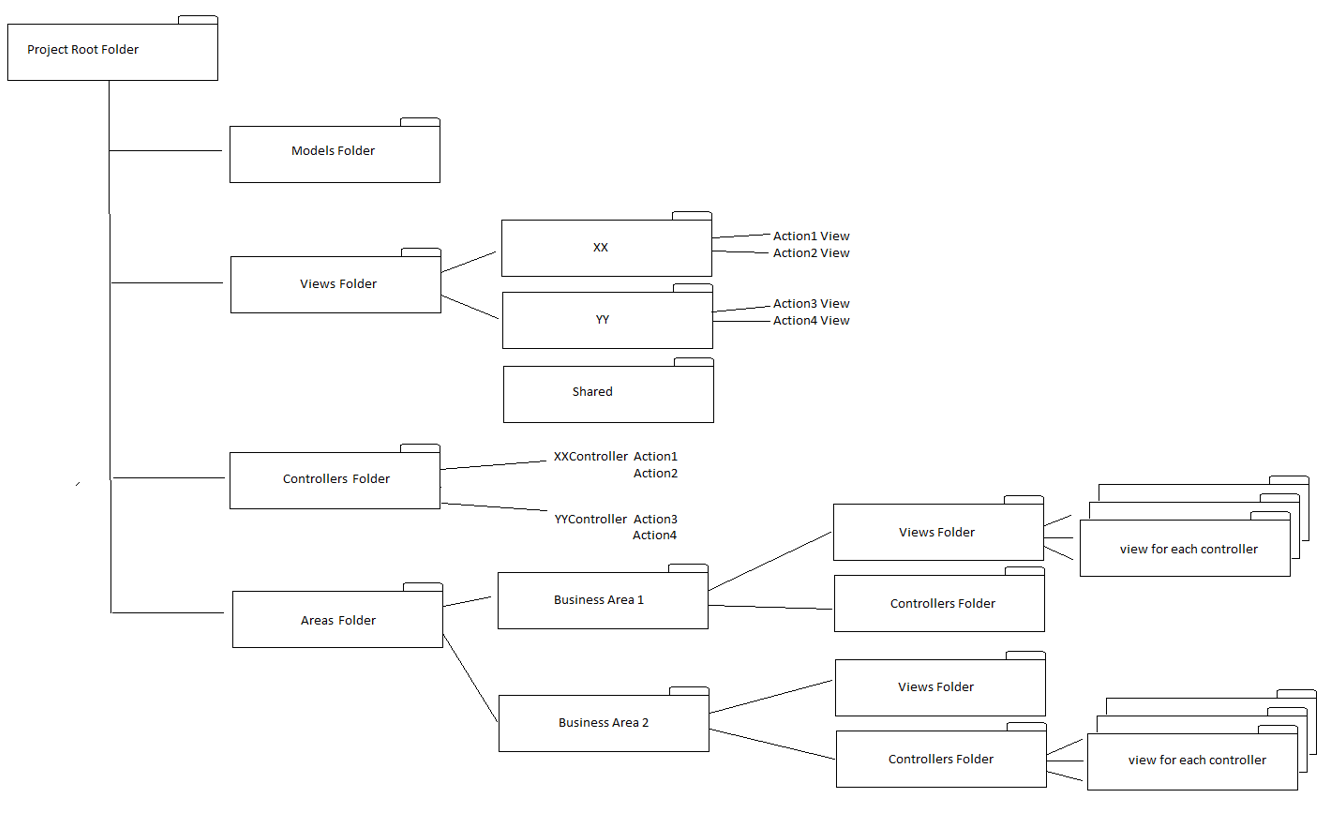 Project Root Folder
Models Folder
Views Folder
XX
Action1 View
Action2 View
YY
Action3 View
Action4 View
Shared
Controllers Folder
XXController Action1
Action2
YYController Action3
Action4
Areas Folder
Business Area 1
Views Folder
view for each controller
Controllers Folder
Business Area 2
Views Folder
Controllers Folder
view for each controller